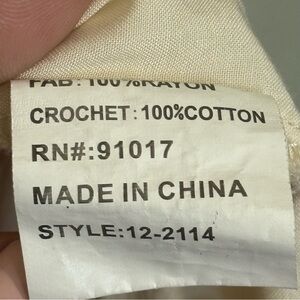 FAB: 100%RAYON
CROCHET:100%COTTON
RN#:91017
MADE IN CHINA
STYLE:12-2114